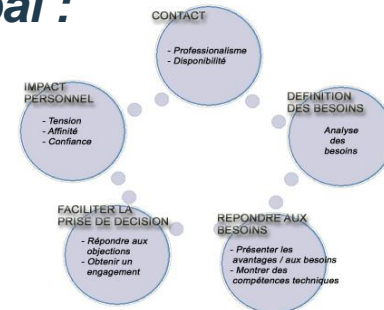 pal :
CONTACT
- Professionalisme
- Disponibilité
DEFINITION
DES BESOINS
Analyse
des
besoins
REPONDRE AUX
BESOINS
- Présenter les
avantages / aux besoins
- Montrer des
compétences techniques
FACILITER LA
PRISE DE DECISION
- Répondre aux
objections
- Obtenir un
engagement
IMPACT
PERSONNEL
- Tension
- Affinité
- Confiance